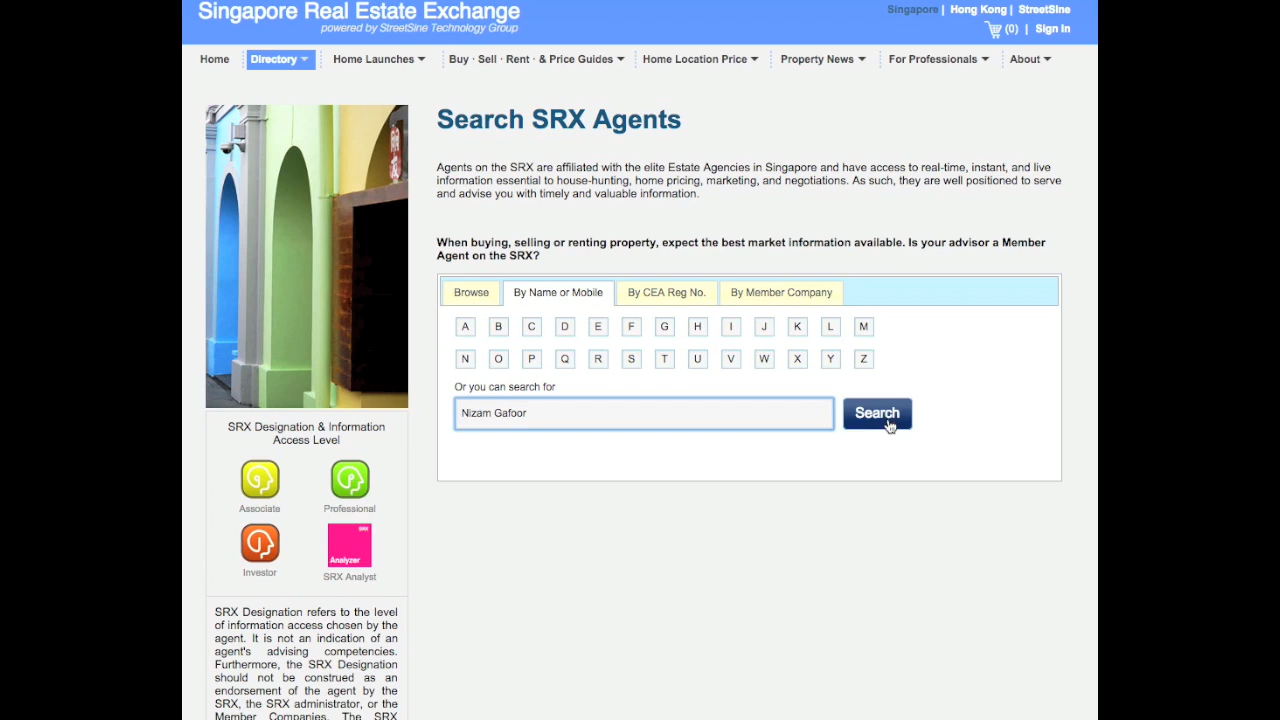 Singapore Real Estate Exchange
powered by StreetSine Technology Group
Singapore | Hong Kong | StreetSine
(0) | Sign In
Home Directory Home Launches Buy · Sell · Rent · & Price Guides Home Location Price Property News For Professionals About
Search SRX Agents
Agents on the SRX are affiliated with the elite Estate Agencies in Singapore and have access to real-time, instant, and live
information essential to house-hunting, home pricing, marketing, and negotiations. As such, they are well positioned to serve
and advise you with timely and valuable information.
When buying, selling or renting property, expect the best market information available. Is your advisor a Member
Agent on the SRX?
Browse By Name or Mobile By CEA Reg No. By Member Company
A B C D E F G H I J K L M
N O P Q R S T U V W X Y Z
Or you can search for
Nizam Gafoor Search
SRX Designation & Information
Access Level
Associate Professional
SRX
Analyzer
Investor SRX Analyst
SRX Designation refers to the level
of information access chosen by the
agent. It is not an indication of an
agent's advising competencies.
Furthermore, the SRX Designation
should not be construed as an
endorsement of the agent by the
SRX, the SRX administrator, or the
Member Companies. The SRX